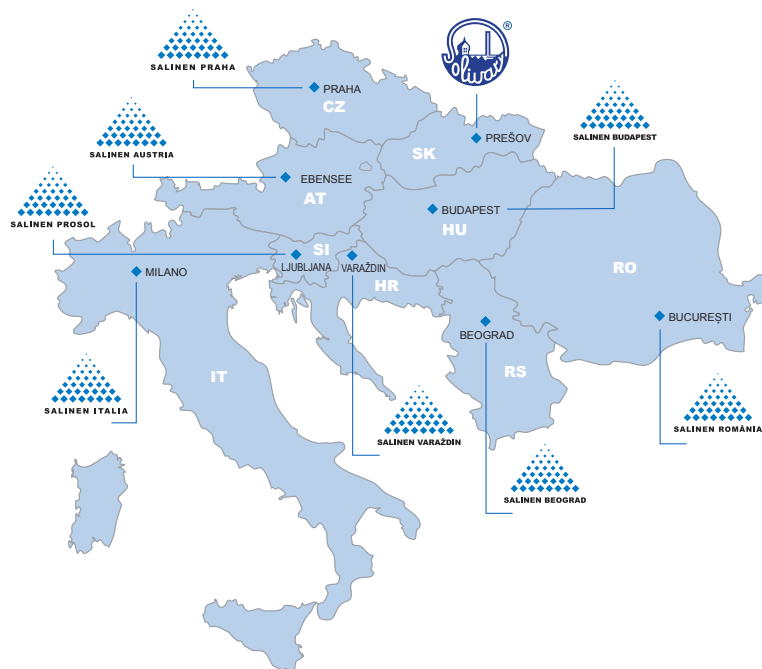 Solivary
®
SALINEN PRAHA
PRAHA
CZ
SALINEN BUDAPEST
PREŠOV
SK
SALINEN AUSTRIA
EBENSEE
AT
BUDAPEST
HU
SALINEN PROSOL
SI
LJUBLJANA
VARAŽDIN
HR
MILANO
RO
BUCUREȘTI
BEOGRAD
RS
IT
SALINEN ITALIA
SALINEN VARAŽDIN
SALINEN ROMÂNIA
SALINEN BEOGRAD